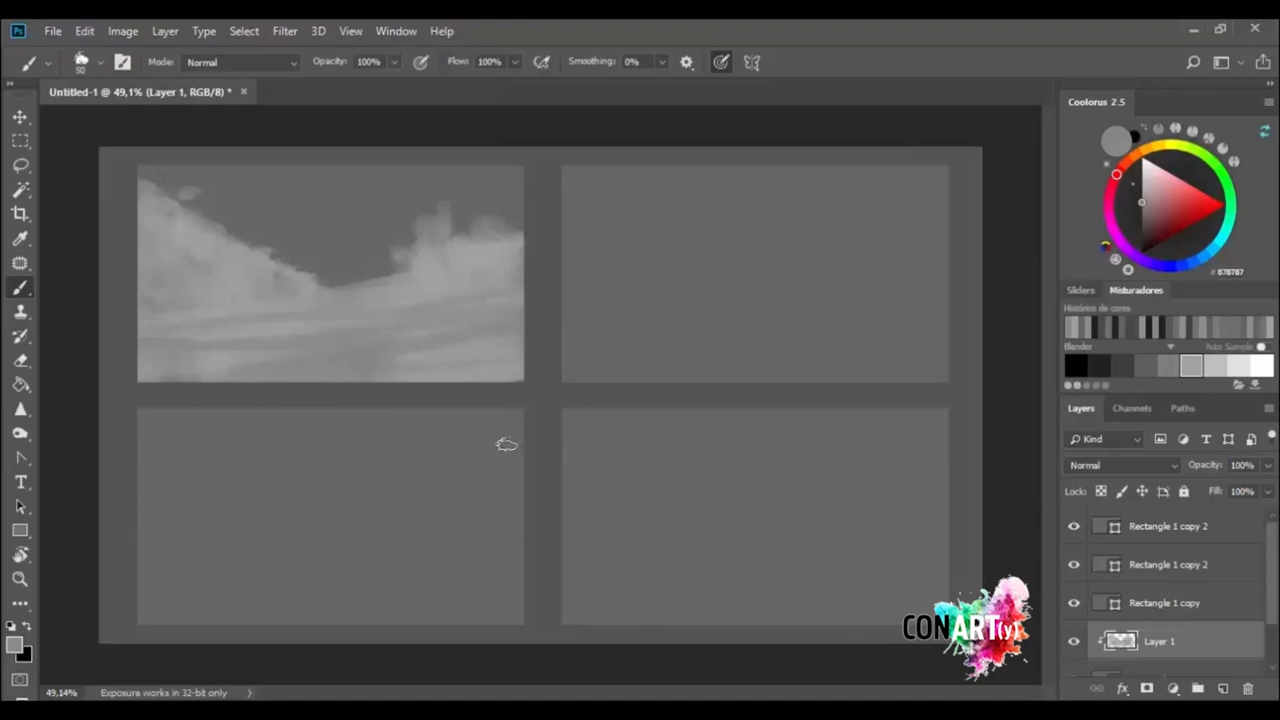 Ps File Edit Image Layer Type Select Filter 3D View Window Help
50 Mode: Normal Opacity: 100% Flow: 100% Smoothing: 0%
Untitled-1 @ 49,1% (Layer 1, RGB/8) *
Coolorus 2.5
# 878787
Sliders Misturadores
Histórico de cores
Blender Auto Sample
Layers Channels Paths
Kind
Normal Opacity: 100%
Lock: Fill: 100%
Rectangle 1 copy 2
Rectangle 1 copy 2
Rectangle 1 copy
Layer 1
CONART(y)
49,14% Exposure works in 32-bit only